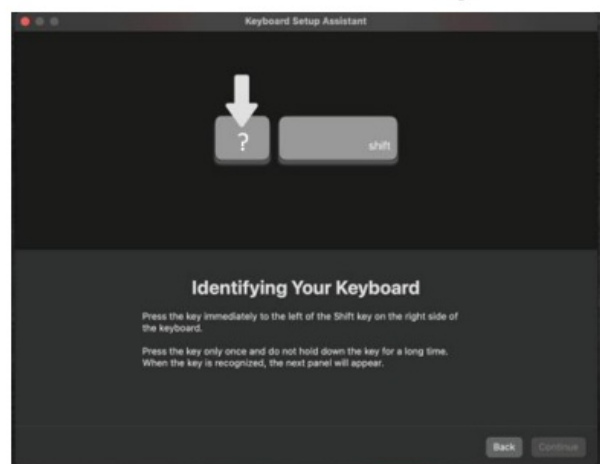 Keyboard Setup Assistant
?
shift
Identifying Your Keyboard
Press the key immediately to the left of the Shift key on the right side of
the keyboard.
Press the key only once and do not hold down the key for a long time.
When the key is recognized, the next panel will appear.
Back Continue